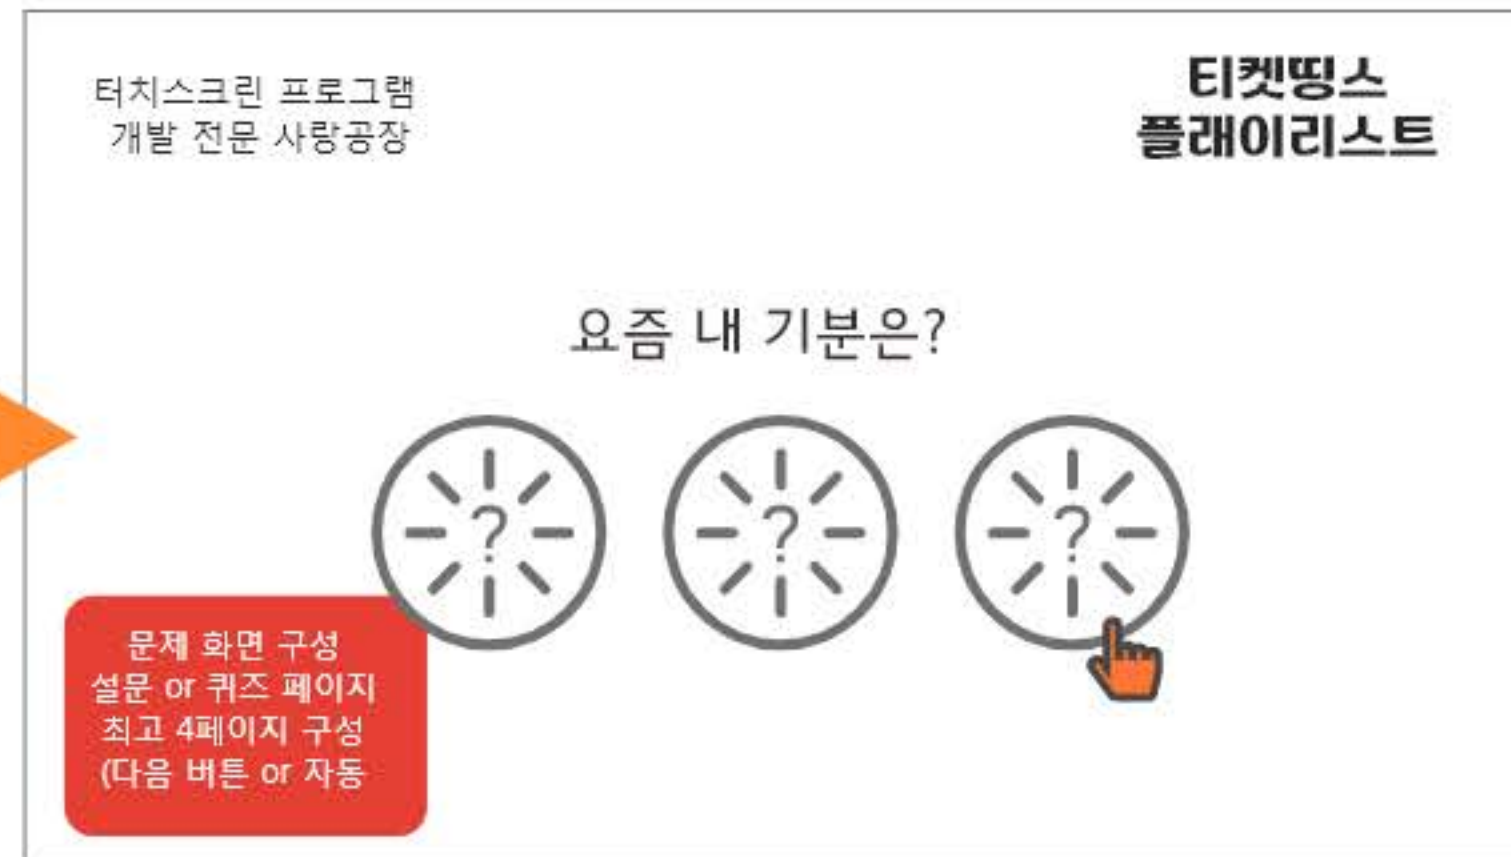 터치스크린 프로그램
개발 전문 사랑공장
티켓띵스
플래이리스트
요즘 내 기분은?
? ? ?
문제 화면 구성
설문 or 퀴즈 페이지
최고 4페이지 구성
(다음 버튼 or 자동